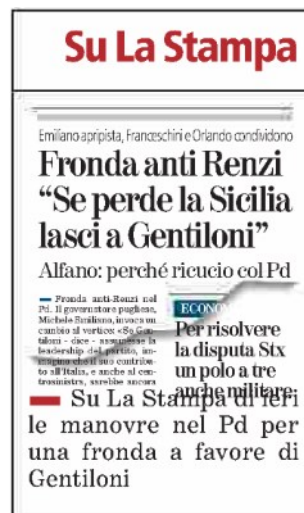 Su La Stampa
Emiliano apripista, Franceschini e Orlando condividono
Fronda anti Renzi
“Se perde la Sicilia
lasci a Gentiloni”
Alfano: perché ricucio col Pd
Fronda anti-Renzi nel
Pd. Il governatore pugliese,
Michele Emiliano, invoca un
cambio al vertice: «Se Gen-
tiloni - dice - assumesse la
leadership del partito, im-
magino che il suo contribu-
to all'Italia, e anche al cen-
trosinistra, sarebbe ancora
ECONO
Per risolvere
la disputa Stx
un polo a tre
anche militare
Su La Stampa di ieri
le manovre nel Pd per
una fronda a favore di
Gentiloni